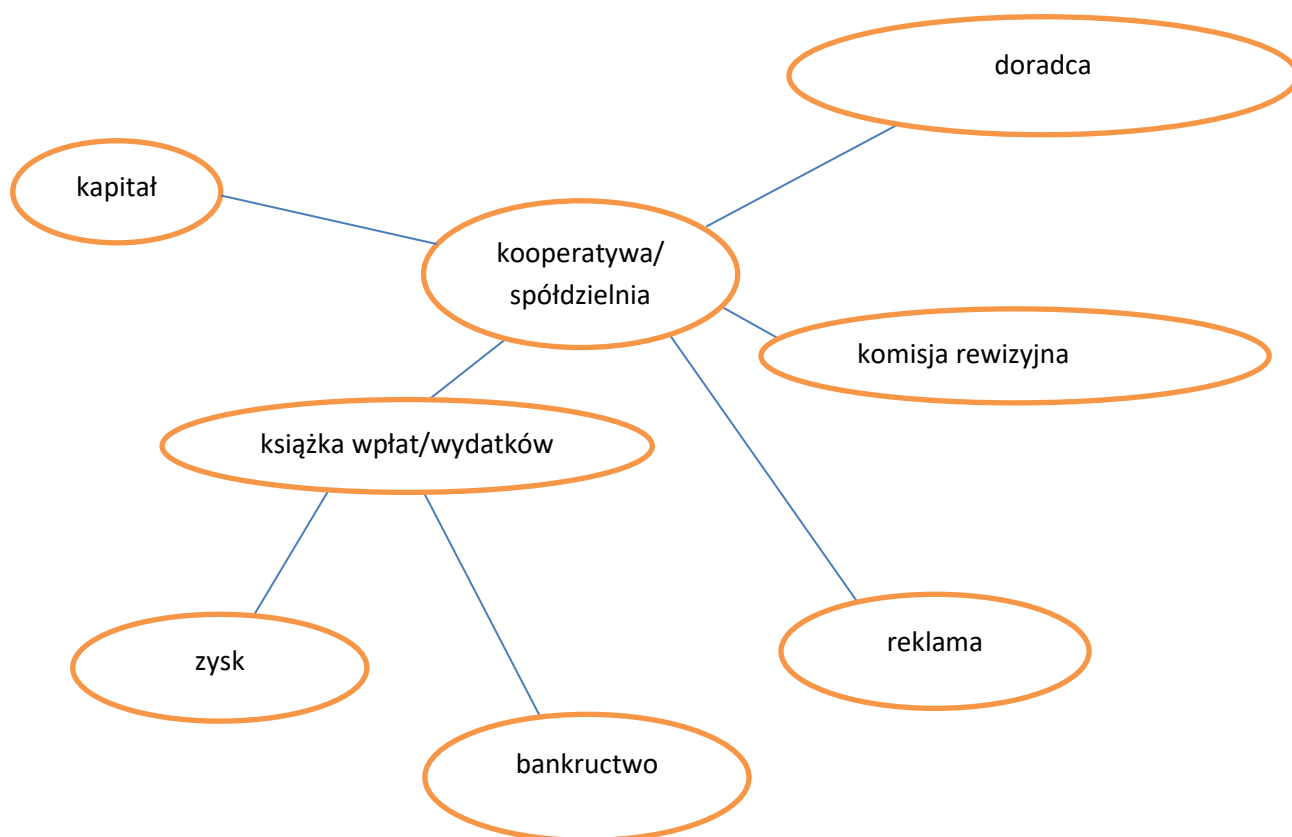 doradca
kapitał
kooperatywa/
spółdzielnia
komisja rewizyjna
książka wpłat/wydatków
reklama
zysk
bankructwo